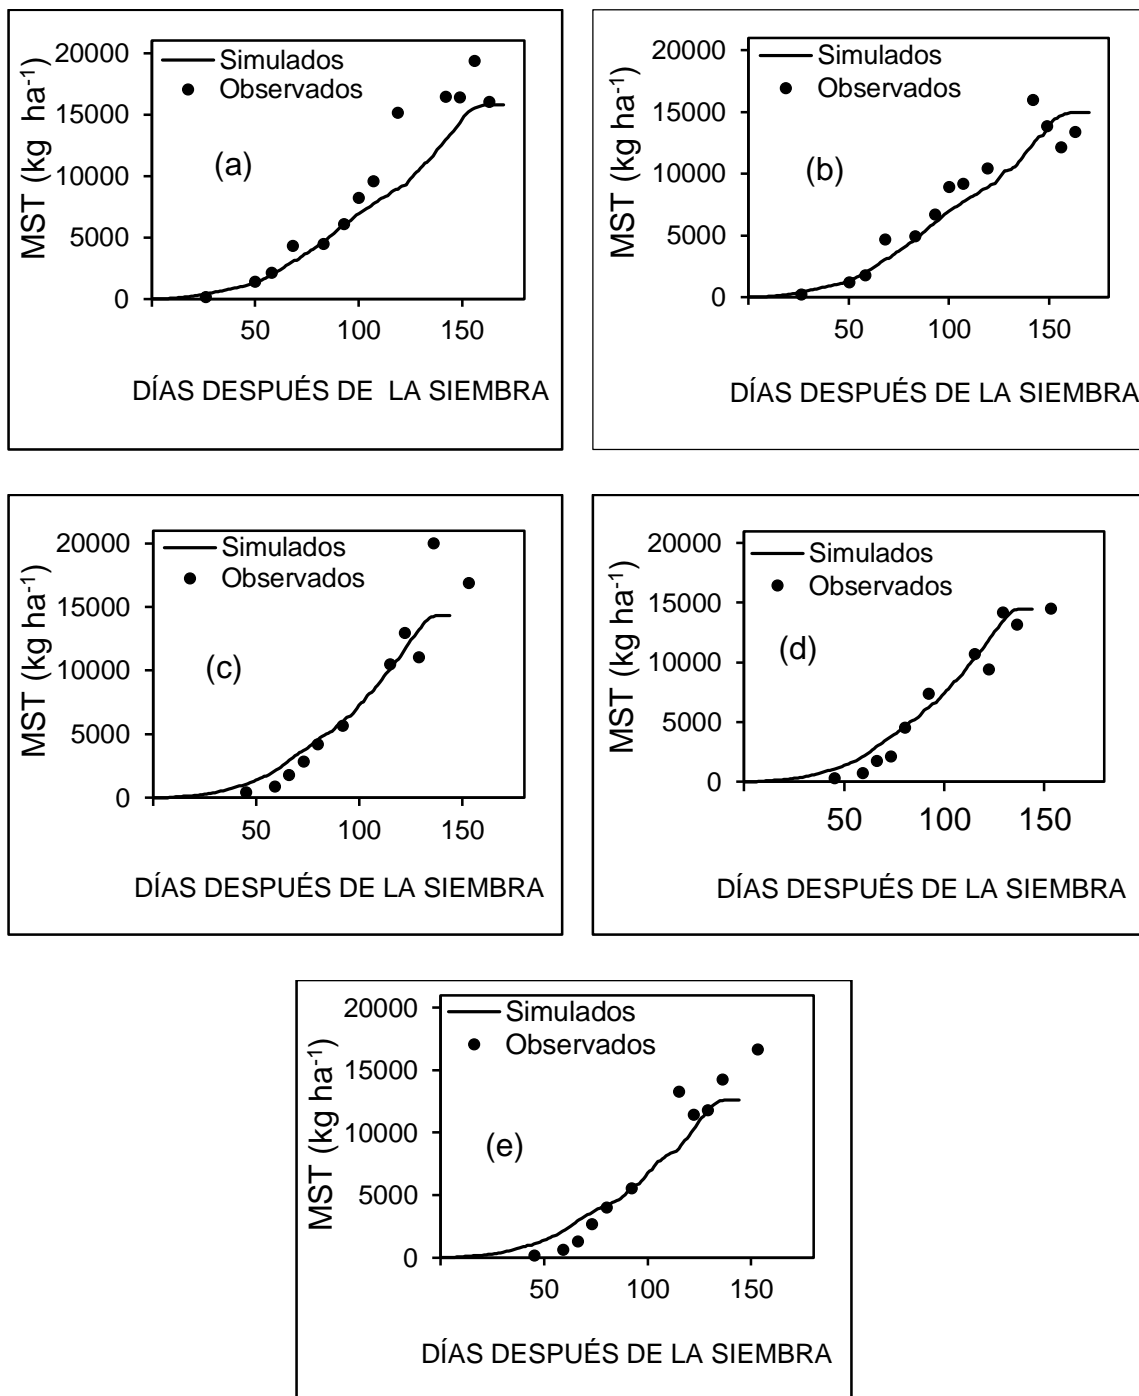 20000
15000
10000
5000
0
MST (kg ha-1)
Simulados
Observados
(a)
50 100 150
DÍAS DESPUÉS DE LA SIEMBRA
20000
15000
10000
5000
0
MST (kg ha-1)
Simulados
Observados
(b)
50 100 150
DÍAS DESPUÉS DE LA SIEMBRA
20000
15000
10000
5000
0
MST (kg ha-1)
Simulados
Observados
(c)
50 100 150
DÍAS DESPUÉS DE LA SIEMBRA
20000
15000
10000
5000
0
MST (kg ha-1)
Simulados
Observados
(d)
50 100 150
DÍAS DESPUÉS DE LA SIEMBRA
20000
15000
10000
5000
0
MST (kg ha-1)
Simulados
Observados
(e)
50 100 150
DÍAS DESPUÉS DE LA SIEMBRA